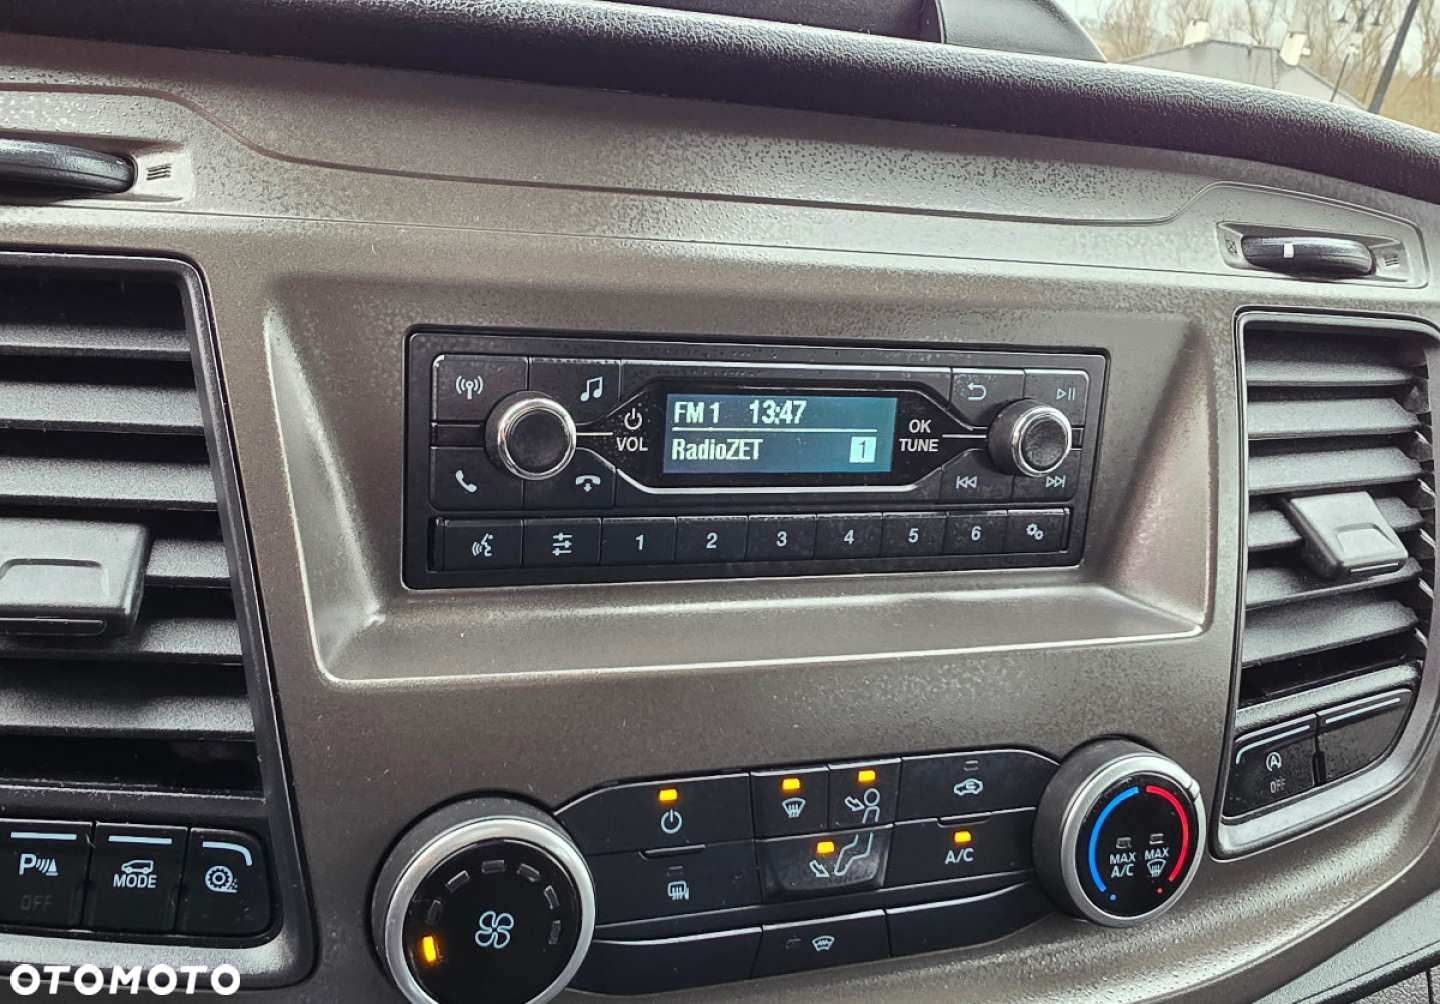 FM 1 13:47
VOL
RadioZET 1
OK
TUNE
1 2 3 4 5 6
A
OFF
A/C
MAX
A/C
MAX
P
OFF
MODE
OTOMOTO